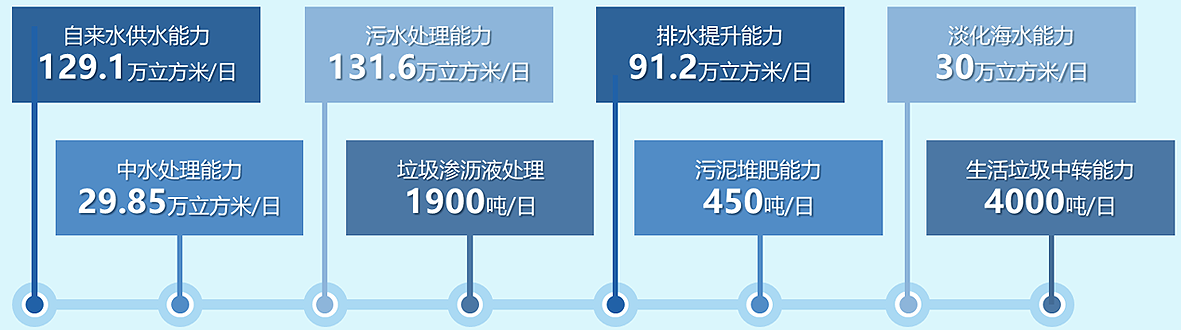 自来水供水能力
129.1万立方米/日
污水处理能力
131.6万立方米/日
排水提升能力
91.2万立方米/日
淡化海水能力
30万立方米/日
中水处理能力
29.85万立方米/日
垃圾渗沥液处理
1900吨/日
污泥堆肥能力
450吨/日
生活垃圾中转能力
4000吨/日